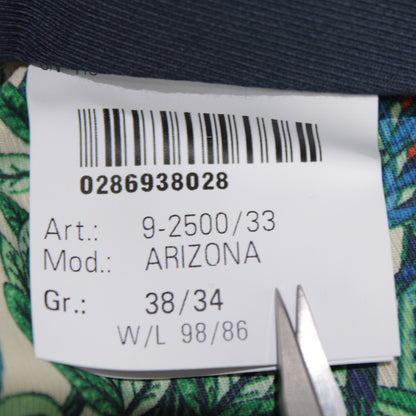 0286938028
Art.: 9-2500/33
Mod.: ARIZONA
Gr.: 38/34
W/L 98/86